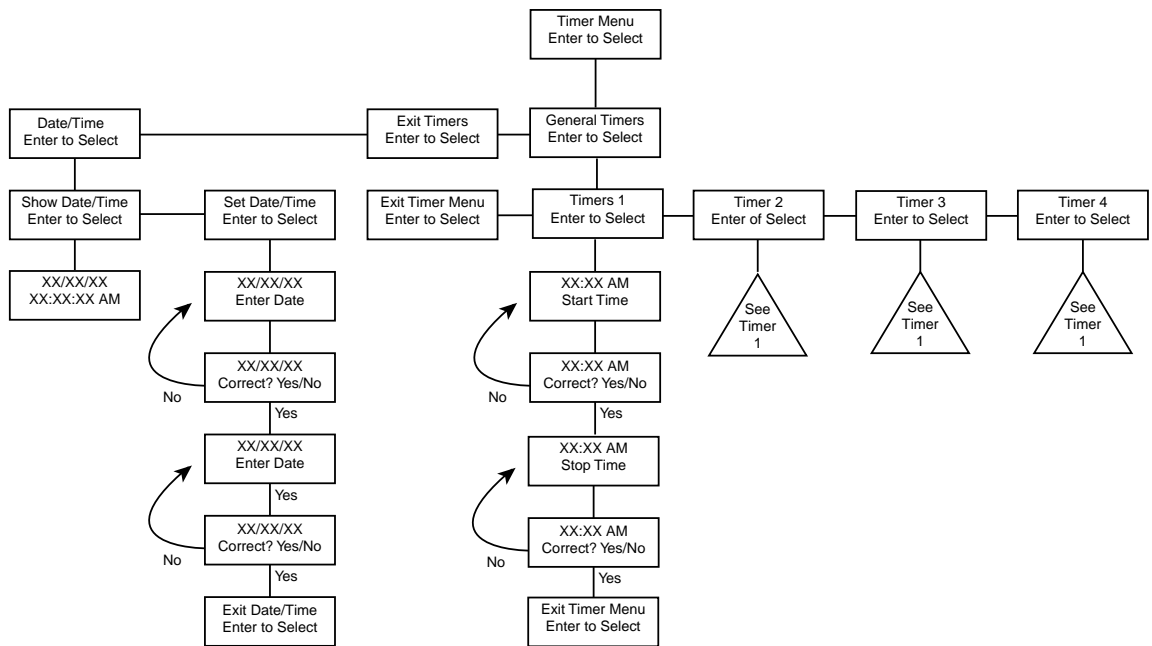 Timer Menu
Enter to Select
Date/Time
Enter to Select
Exit Timers
Enter to Select
General Timers
Enter to Select
Show Date/Time
Enter to Select
Set Date/Time
Enter to Select
Exit Timer Menu
Enter to Select
Timers 1
Enter to Select
Timer 2
Enter of Select
Timer 3
Enter to Select
Timer 4
Enter to Select
XX/XX/XX
XX:XX:XX AM
XX/XX/XX
Enter Date
XX:XX AM
Start Time
See
Timer
1
See
Timer
1
See
Timer
1
XX/XX/XX
Correct? Yes/No
No
Yes
XX:XX AM
Correct? Yes/No
No
Yes
XX/XX/XX
Enter Date
Yes
XX:XX AM
Stop Time
XX/XX/XX
Correct? Yes/No
No
Yes
XX:XX AM
Correct? Yes/No
No
Yes
Exit Date/Time
Enter to Select
Exit Timer Menu
Enter to Select